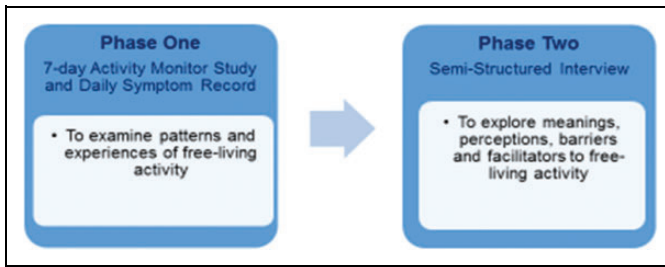 Phase One
7-day Activity Monitor Study
and Daily Symptom Record
• To examine patterns and
experiences of free-living
activity
Phase Two
Semi-Structured Interview
• To explore meanings,
perceptions, barriers
and facilitators to free-
living activity